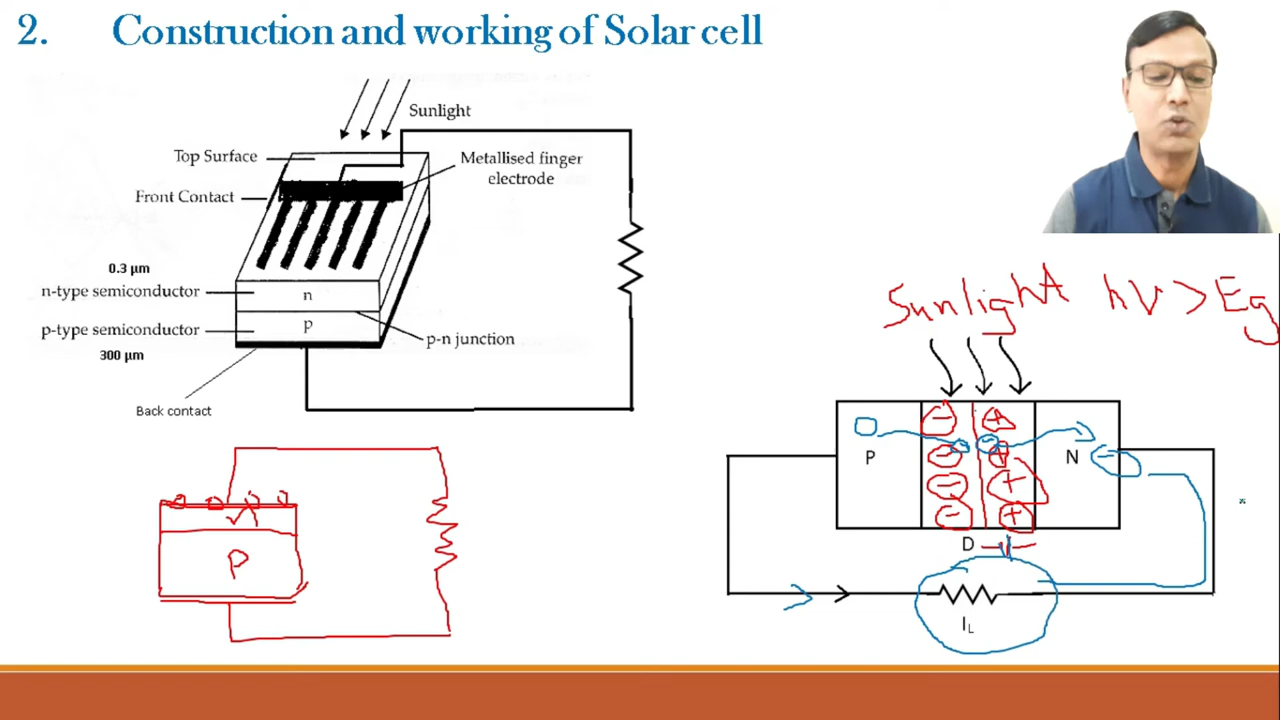 2. Construction and working of Solar cell
Sunlight
Top Surface
Metallised finger
electrode
Front Contact
0.3 μm
n-type semiconductor
n
p-type semiconductor
p
p-n junction
300 μm
Back contact
P
Sunlight hν > Eg
P
N
D
I_L